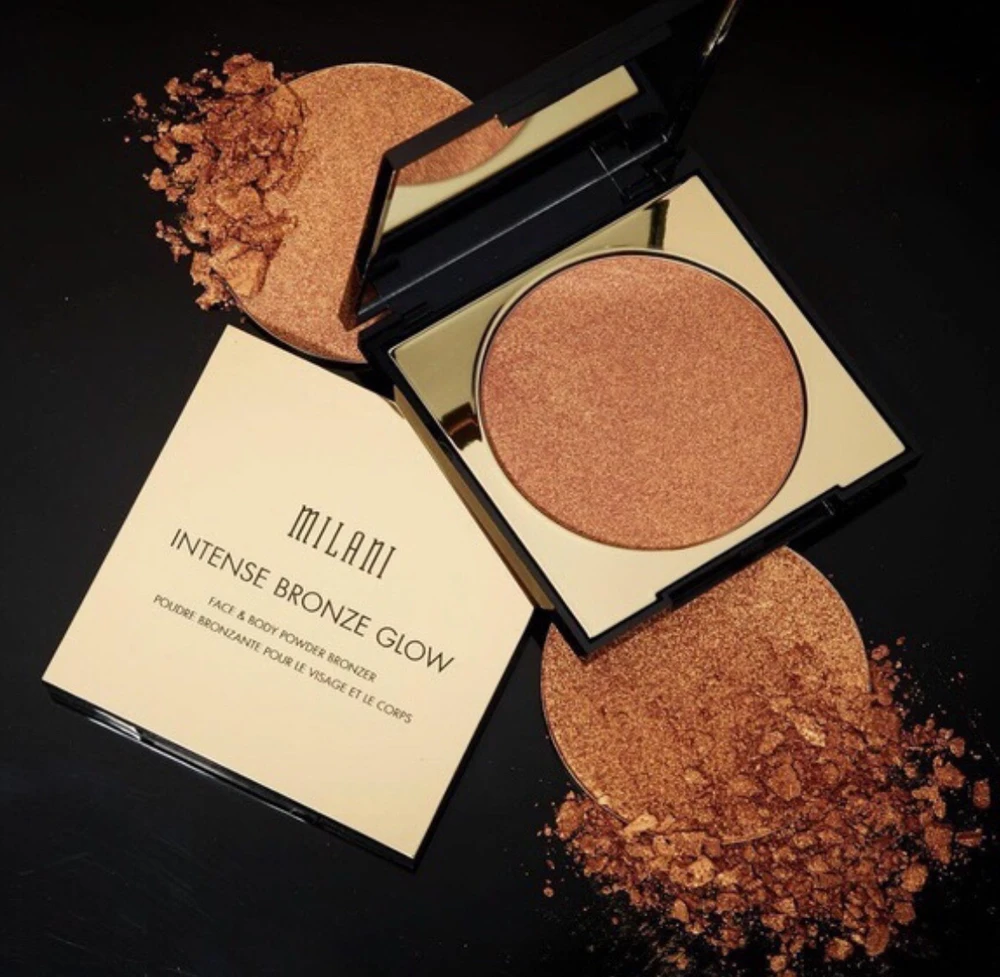 MILANI
INTENSE BRONZE GLOW
FACE & BODY POWDER BRONZER
POUDRE BRONZANTE POUR LE VISAGE ET LE CORPS